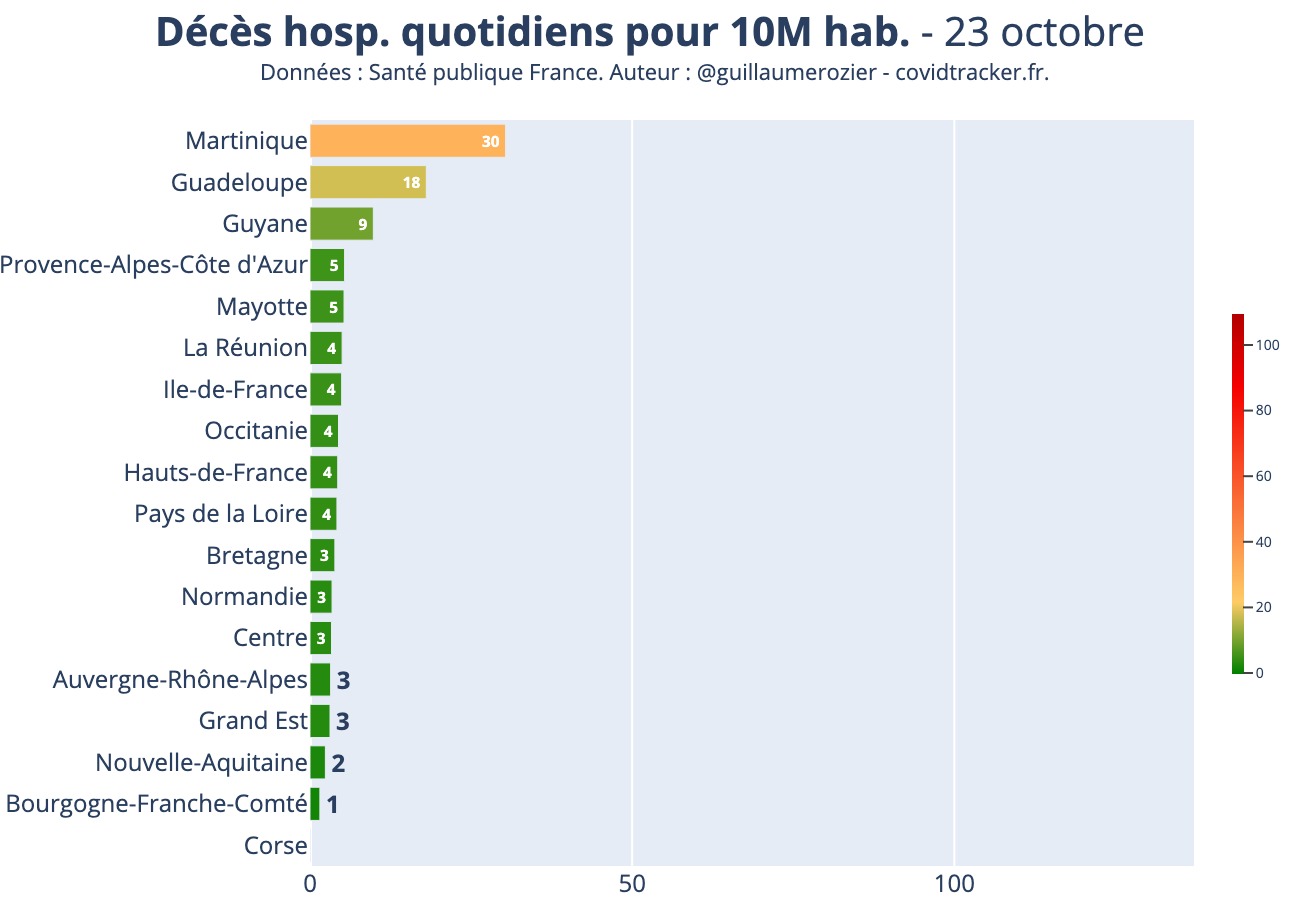 Décès hosp. quotidiens pour 10M hab. - 23 octobre
Données : Santé publique France. Auteur : @guillaumerozier - covidtracker.fr.
Martinique 30
Guadeloupe 18
Guyane 9
Provence-Alpes-Côte d'Azur 5
Mayotte 5
La Réunion 4
Ile-de-France 4
Occitanie 4
Hauts-de-France 4
Pays de la Loire 4
Bretagne 3
Normandie 3
Centre 3
Auvergne-Rhône-Alpes 3
Grand Est 3
Nouvelle-Aquitaine 2
Bourgogne-Franche-Comté 1
Corse
0 50 100
100
80
60
40
20
0